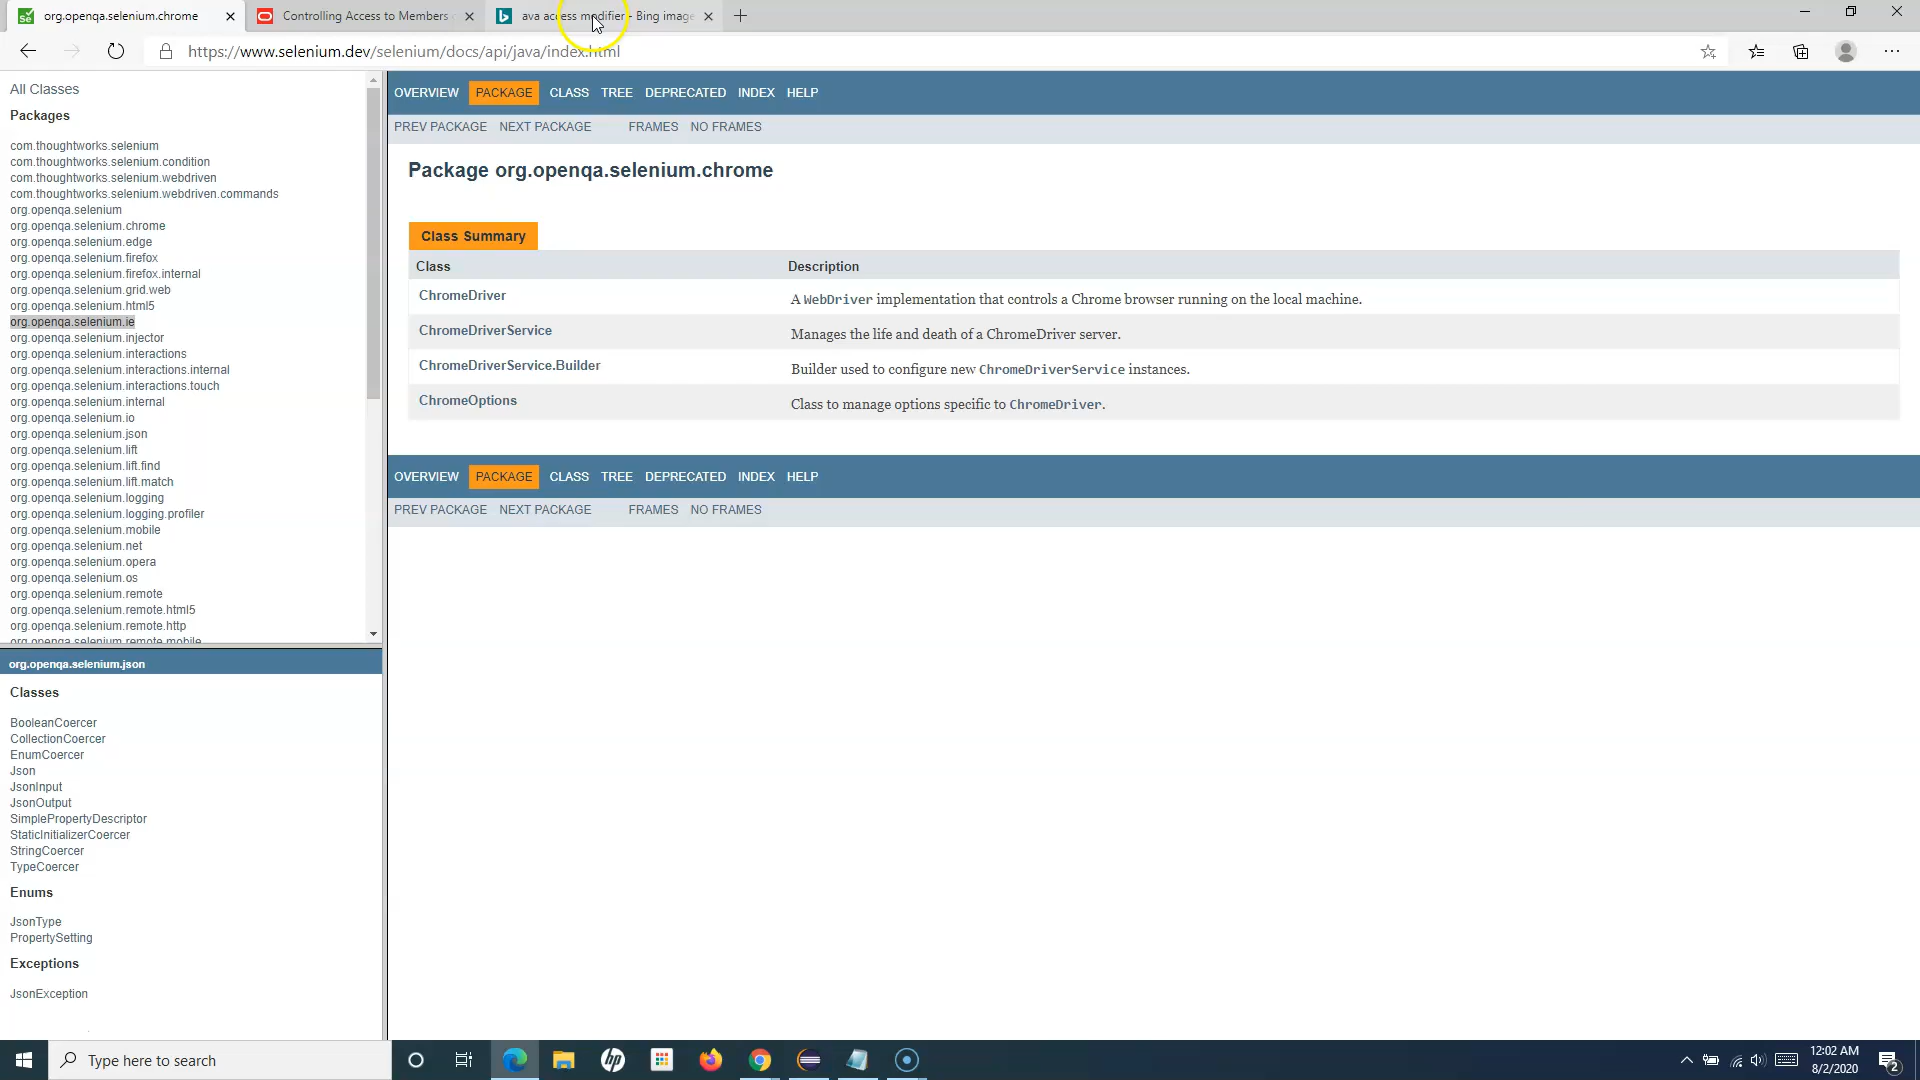 org.openqa.selenium.chrome
Controlling Access to Members
ava access modifier - Bing image
https://www.selenium.dev/selenium/docs/api/java/index.html
All Classes
Packages
com.thoughtworks.selenium
com.thoughtworks.selenium.condition
com.thoughtworks.selenium.webdriven
com.thoughtworks.selenium.webdriven.commands
org.openqa.selenium
org.openqa.selenium.chrome
org.openqa.selenium.edge
org.openqa.selenium.firefox
org.openqa.selenium.firefox.internal
org.openqa.selenium.grid.web
org.openqa.selenium.html5
org.openqa.selenium.ie
org.openqa.selenium.injector
org.openqa.selenium.interactions
org.openqa.selenium.interactions.internal
org.openqa.selenium.interactions.touch
org.openqa.selenium.internal
org.openqa.selenium.io
org.openqa.selenium.json
org.openqa.selenium.lift
org.openqa.selenium.lift.find
org.openqa.selenium.lift.match
org.openqa.selenium.logging
org.openqa.selenium.logging.profiler
org.openqa.selenium.mobile
org.openqa.selenium.net
org.openqa.selenium.opera
org.openqa.selenium.os
org.openqa.selenium.remote
org.openqa.selenium.remote.html5
org.openqa.selenium.remote.http
org.openqa.selenium.remote.mobile
org.openqa.selenium.json
Classes
BooleanCoercer
CollectionCoercer
EnumCoercer
Json
JsonInput
JsonOutput
SimplePropertyDescriptor
StaticInitializerCoercer
StringCoercer
TypeCoercer
Enums
JsonType
PropertySetting
Exceptions
JsonException
OVERVIEW PACKAGE CLASS TREE DEPRECATED INDEX HELP
PREV PACKAGE NEXT PACKAGE FRAMES NO FRAMES
Package org.openqa.selenium.chrome
Class Summary
Class Description
ChromeDriver A WebDriver implementation that controls a Chrome browser running on the local machine.
ChromeDriverService Manages the life and death of a ChromeDriver server.
ChromeDriverService.Builder Builder used to configure new ChromeDriverService instances.
ChromeOptions Class to manage options specific to ChromeDriver.
OVERVIEW PACKAGE CLASS TREE DEPRECATED INDEX HELP
PREV PACKAGE NEXT PACKAGE FRAMES NO FRAMES
Type here to search
hp
12:02 AM
8/2/2020
2